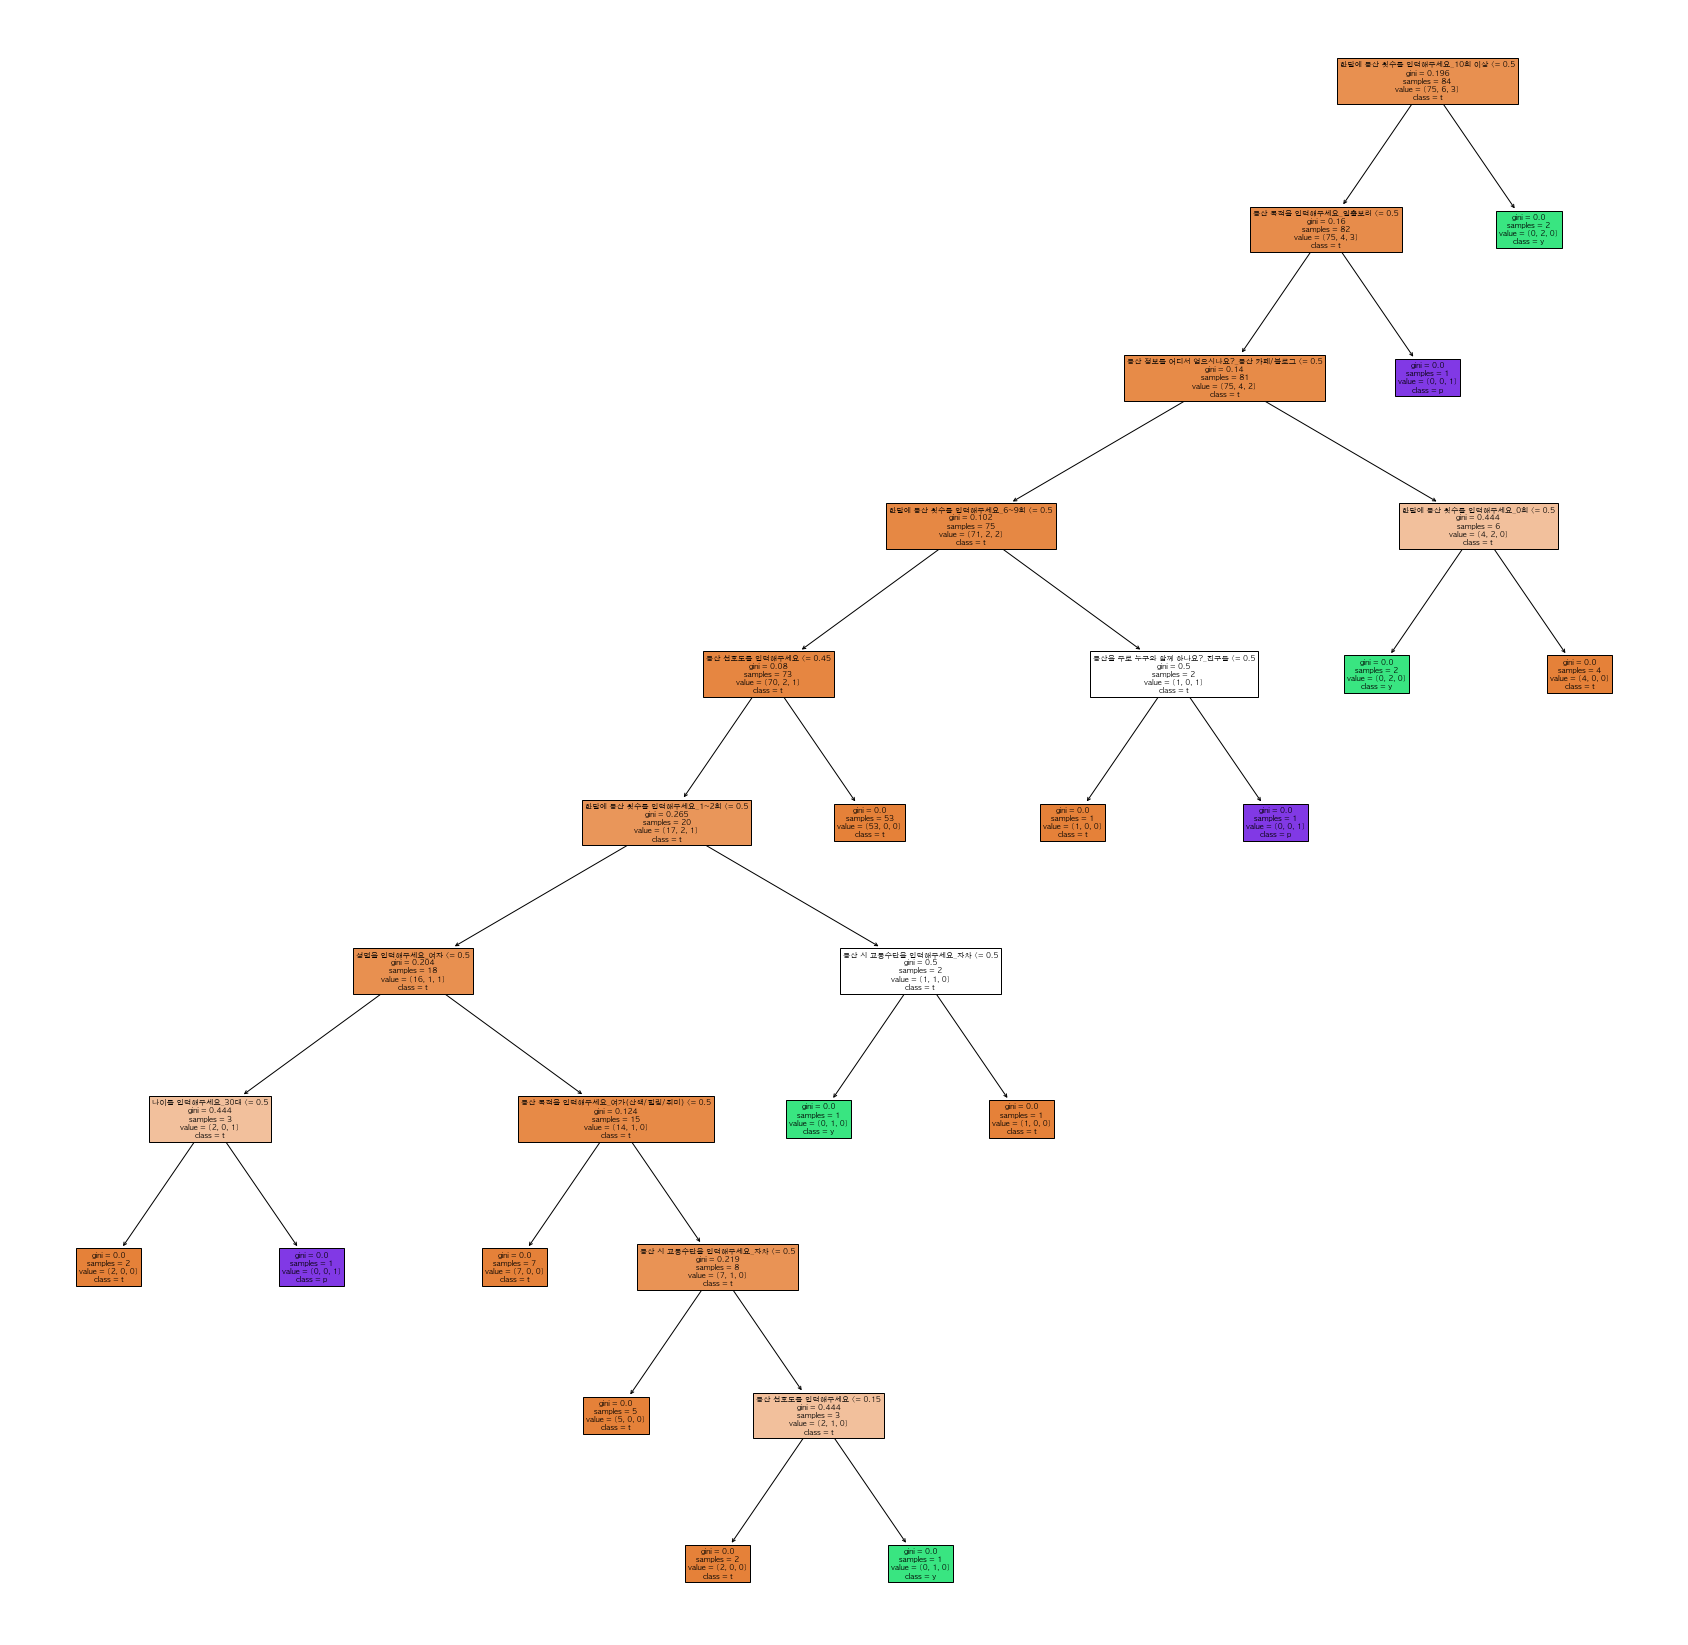 한달에 등산 횟수를 입력해주세요_10회 이상 <= 0.5
gini = 0.196
samples = 84
value = [75, 6, 3]
class = t
등산 목적을 입력해주세요_일출보러 <= 0.5
gini = 0.16
samples = 82
value = [75, 4, 3]
class = t
gini = 0.0
samples = 2
value = [0, 2, 0]
class = y
등산 정보를 어디서 얻으시나요?_등산 카페/블로그 <= 0.5
gini = 0.14
samples = 81
value = [75, 4, 2]
class = t
gini = 0.0
samples = 1
value = [0, 0, 1]
class = p
한달에 등산 횟수를 입력해주세요_6~9회 <= 0.5
gini = 0.102
samples = 75
value = [71, 2, 2]
class = t
한달에 등산 횟수를 입력해주세요_0회 <= 0.5
gini = 0.444
samples = 6
value = [4, 2, 0]
class = t
등산 선호도를 입력해주세요 <= 0.45
gini = 0.08
samples = 73
value = [70, 2, 1]
class = t
등산을 주로 누구와 함께 하나요?_친구들 <= 0.5
gini = 0.5
samples = 2
value = [1, 0, 1]
class = t
gini = 0.0
samples = 2
value = [0, 2, 0]
class = y
gini = 0.0
samples = 4
value = [4, 0, 0]
class = t
한달에 등산 횟수를 입력해주세요_1~2회 <= 0.5
gini = 0.265
samples = 20
value = [17, 2, 1]
class = t
gini = 0.0
samples = 53
value = [53, 0, 0]
class = t
gini = 0.0
samples = 1
value = [1, 0, 0]
class = t
gini = 0.0
samples = 1
value = [0, 0, 1]
class = p
성별을 입력해주세요_여자 <= 0.5
gini = 0.204
samples = 18
value = [16, 1, 1]
class = t
등산 시 교통수단을 입력해주세요_자차 <= 0.5
gini = 0.5
samples = 2
value = [1, 1, 0]
class = t
나이를 입력해주세요_30대 <= 0.5
gini = 0.444
samples = 3
value = [2, 0, 1]
class = t
등산 목적을 입력해주세요_여가(산책/힐링/취미) <= 0.5
gini = 0.124
samples = 15
value = [14, 1, 0]
class = t
gini = 0.0
samples = 1
value = [0, 1, 0]
class = y
gini = 0.0
samples = 1
value = [1, 0, 0]
class = t
gini = 0.0
samples = 2
value = [2, 0, 0]
class = t
gini = 0.0
samples = 1
value = [0, 0, 1]
class = p
gini = 0.0
samples = 7
value = [7, 0, 0]
class = t
등산 시 교통수단을 입력해주세요_자차 <= 0.5
gini = 0.219
samples = 8
value = [7, 1, 0]
class = t
gini = 0.0
samples = 5
value = [5, 0, 0]
class = t
등산 선호도를 입력해주세요 <= 0.15
gini = 0.444
samples = 3
value = [2, 1, 0]
class = t
gini = 0.0
samples = 2
value = [2, 0, 0]
class = t
gini = 0.0
samples = 1
value = [0, 1, 0]
class = y